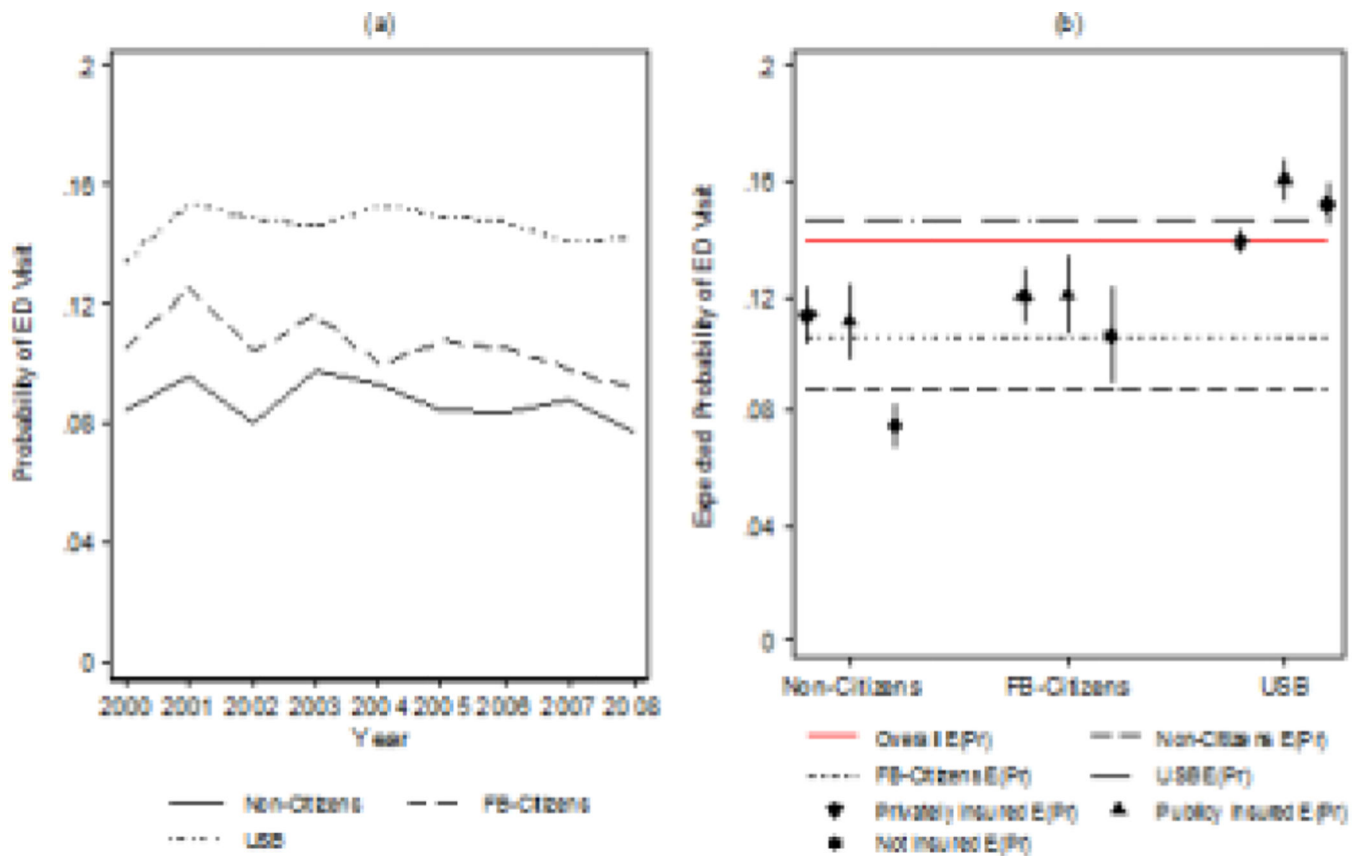 (a)
(b)
.2
.16
.12
.08
.04
0
Probability of ED Visit
2000 2001 2002 2003 2004 2005 2006 2007 2008
Year
Non-Citizens
FB-Citizens
USB
.2
.16
.12
.08
.04
0
Expected Probability of ED Visit
Non-Citizens
FB-Citizens
USB
Overall E(Pr)
Non-Citizens E(Pr)
FB-Citizens E(Pr)
USB E(Pr)
Privately Insured E(Pr)
Publicly Insured E(Pr)
Not Insured E(Pr)